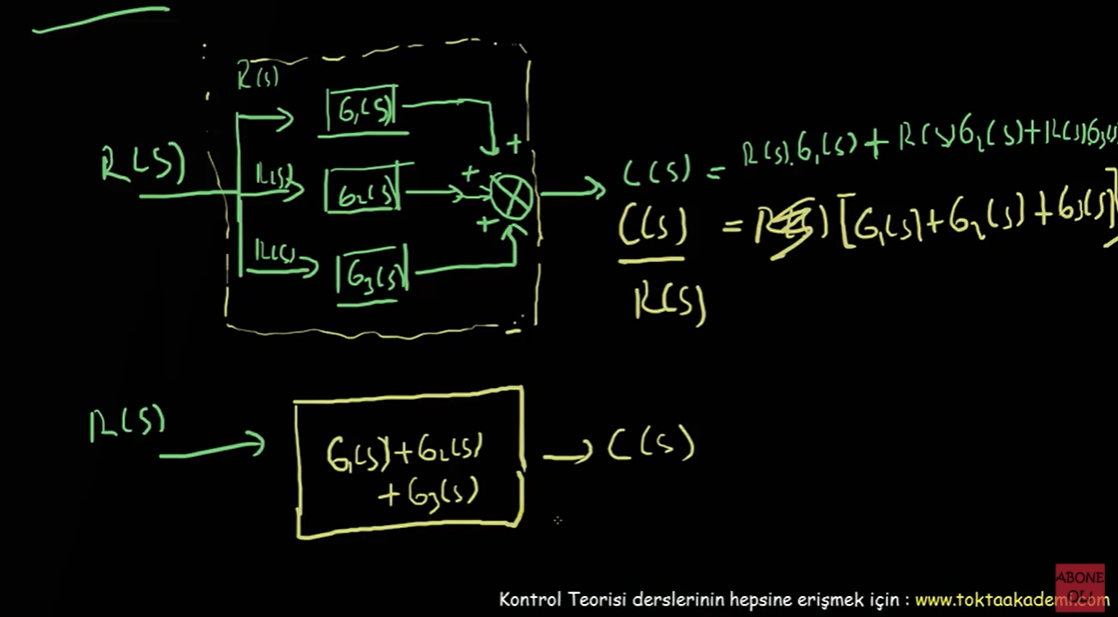 R(s)
G₁(s)
+
R(s) R(s) G₂(s) + C(s) = R(s).G₁(s) + R(s)G₂(s) + R(s)G₃(s)
+
R(s) G₃(s)
C(s) = [G₁(s) + G₂(s) + G₃(s)]
R(s)
R(s) G₁(s) + G₂(s) C(s)
+ G₃(s)
ABONE
OL!
Kontrol Teorisi derslerinin hepsine erişmek için : www.toktaakademi.com